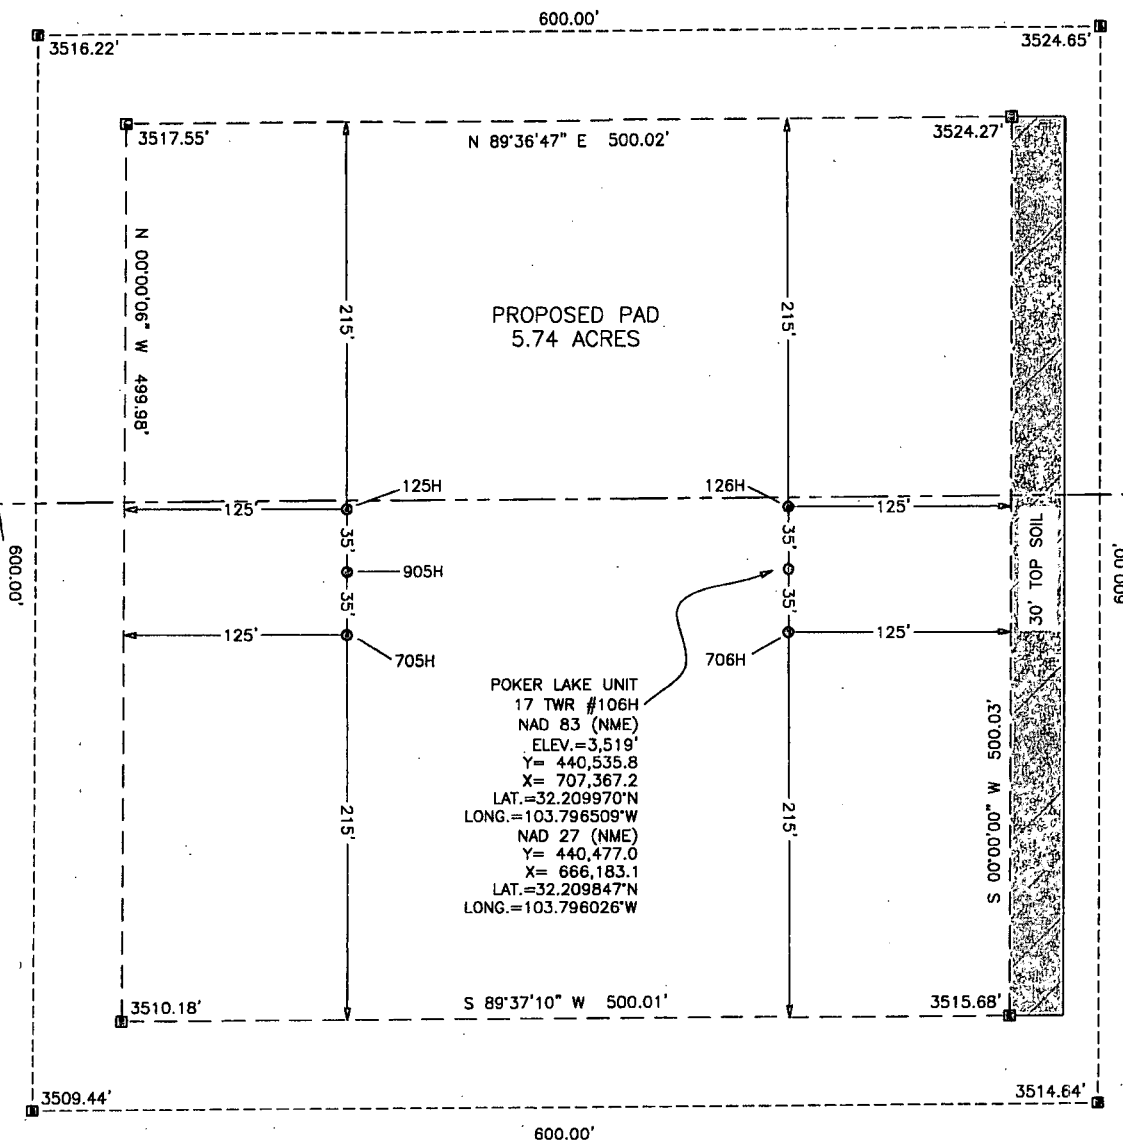 600.00'
3516.22'
3524.65'
3517.55'
N 89°36'47" E 500.02'
3524.27'
N 00°00'06" W 499.98'
215'
215'
PROPOSED PAD
5.74 ACRES
125H
126H
125'
125'
35'
35'
600.00'
600.00'
905H
30' TOP SOIL
35'
35'
125'
125'
705H
706H
POKER LAKE UNIT
17 TWR #106H
NAD 83 (NME)
ELEV.=3,519'
Y= 440,535.8
X= 707,367.2
LAT.=32.209970°N
LONG.=103.796509°W
NAD 27 (NME)
Y= 440,477.0
X= 666,183.1
LAT.=32.209847°N
LONG.=103.796026°W
215'
215'
S 00°00'00" W 500.03'
3510.18'
S 89°37'10" W 500.01'
3515.68'
3509.44'
3514.64'
600.00'